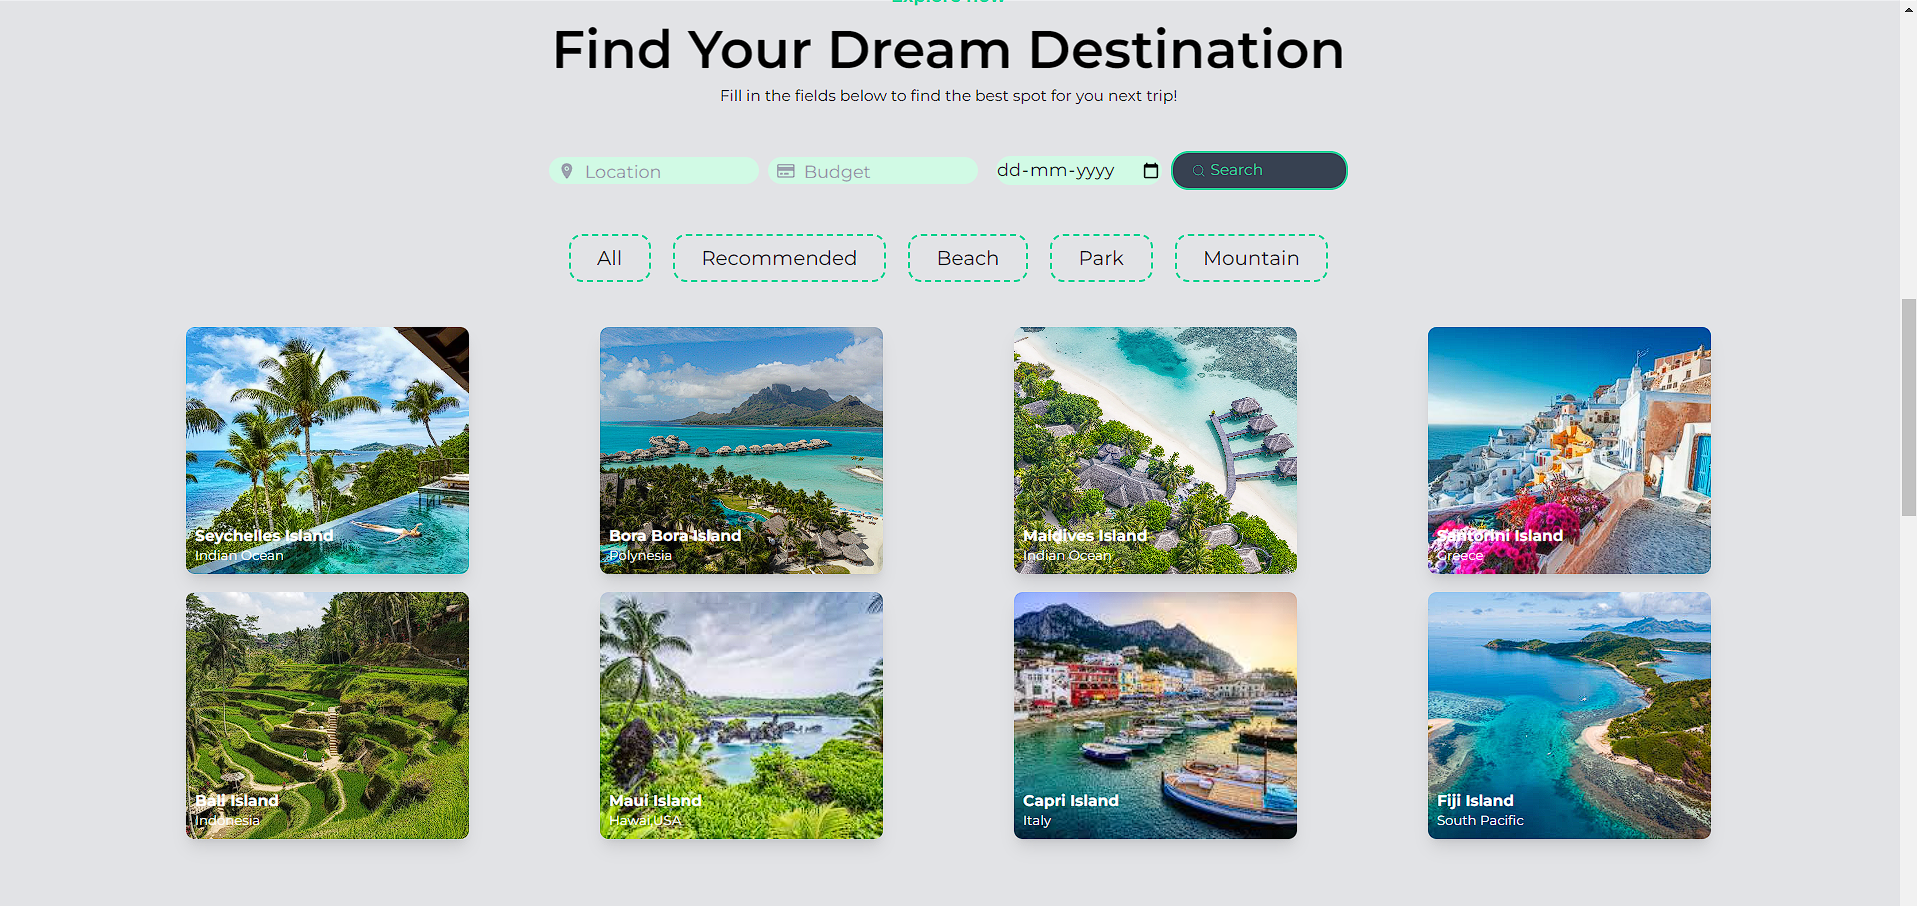 Explore now
Find Your Dream Destination
Fill in the fields below to find the best spot for you next trip!
Location
Budget
dd-mm-yyyy
Search
All
Recommended
Beach
Park
Mountain
Seychelles Island
Indian Ocean
Bora Bora Island
Polynesia
Maldives Island
Indian Ocean
Santorini Island
Greece
Bali Island
Indonesia
Maui Island
Hawai,USA
Capri Island
Italy
Fiji Island
South Pacific